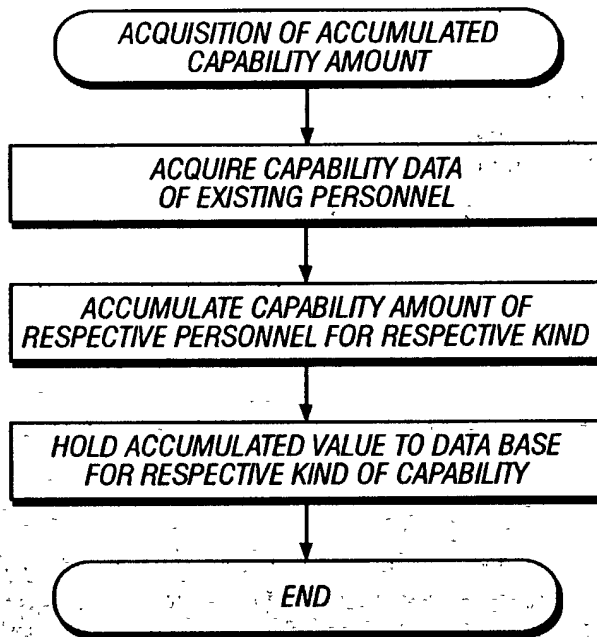 ACQUISITION OF ACCUMULATED
CAPABILITY AMOUNT
ACQUIRE CAPABILITY DATA
OF EXISTING PERSONNEL
ACCUMULATE CAPABILITY AMOUNT OF
RESPECTIVE PERSONNEL FOR RESPECTIVE KIND
HOLD ACCUMULATED VALUE TO DATA BASE
FOR RESPECTIVE KIND OF CAPABILITY
END